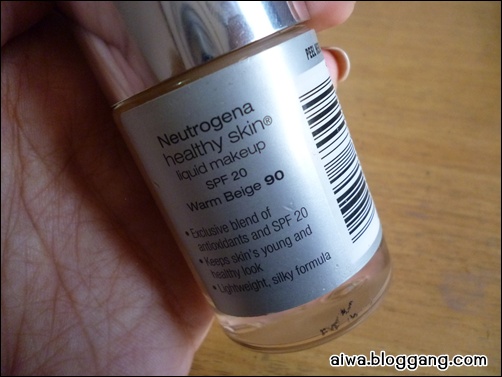 PEEL
Neutrogena
healthy skin®
liquid makeup
SPF 20
Warm Beige 90
• Exclusive blend of
antioxidants and SPF 20
• Keeps skin's young and
healthy look
• Lightweight, silky formula
aiwa.bloggang.com